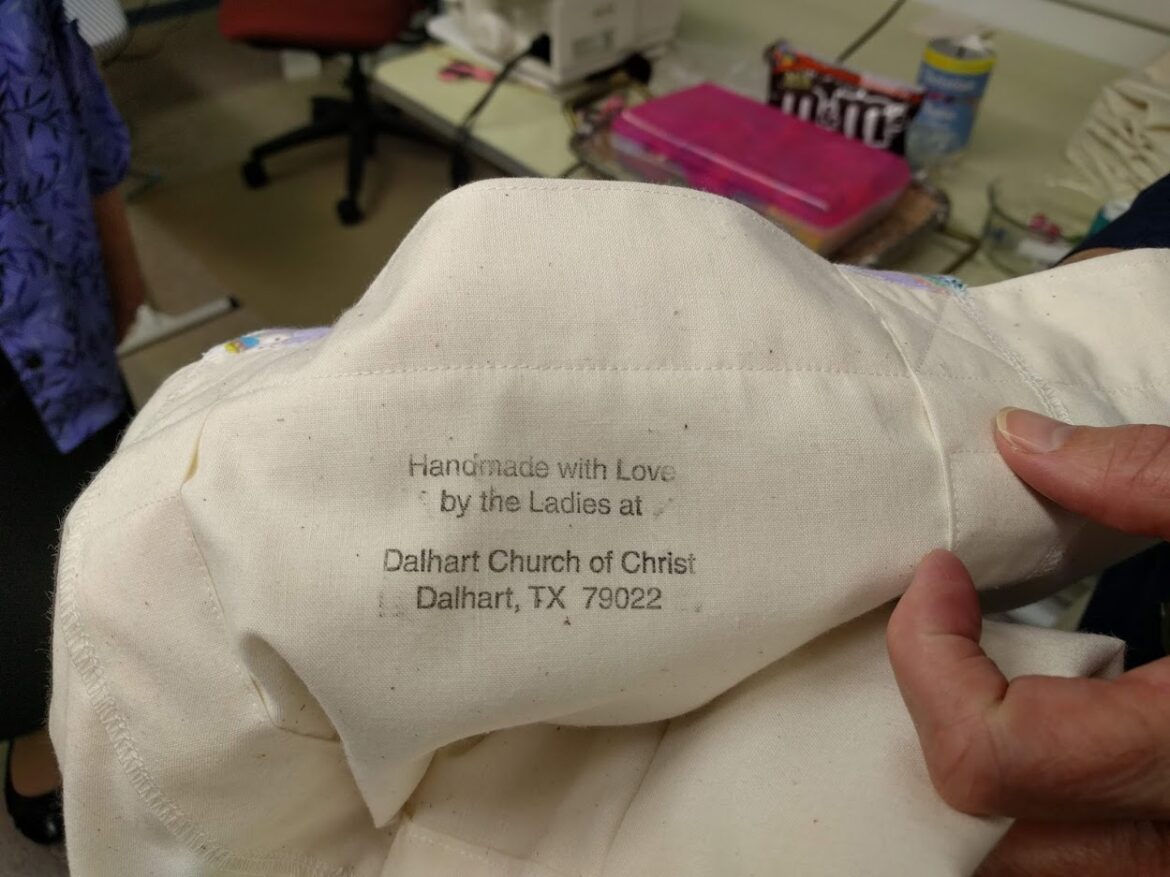 Handmade with Love
by the Ladies at
Dalhart Church of Christ
Dalhart, TX 79022